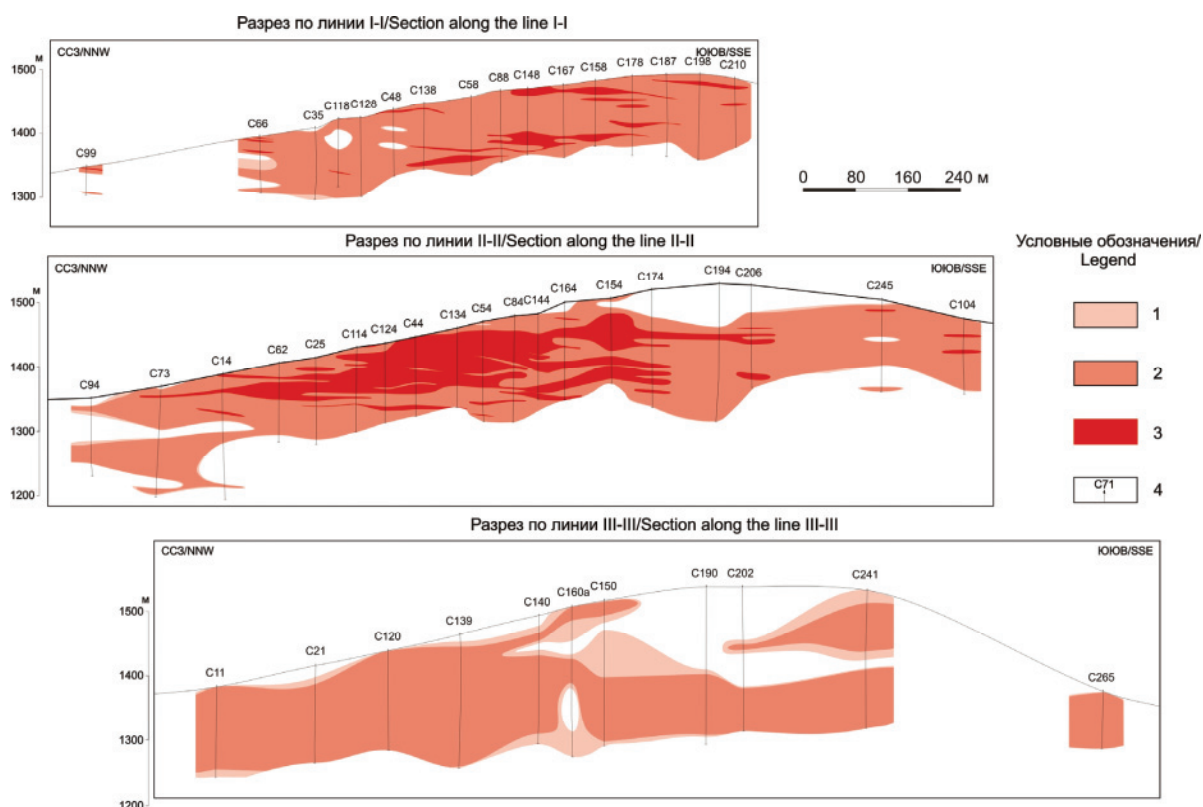 Разрез по линии I-I/Section along the line I-I
ССЗ/NNW
ЮЮВ/SSE
м
1500
1400
1300
C99
C66
C35
C118
C128
C48
C138
C58
C88
C148
C167
C158
C178
C187
C198
C210
0 80 160 240 м
Разрез по линии II-II/Section along the line II-II
ССЗ/NNW
ЮЮВ/SSE
м
1500
1400
1300
1200
C94
C73
C14
C62
C25
C114
C124
C44
C134
C54
C84
C144
C164
C154
C174
C194
C206
C245
C104
Условные обозначения/
Legend
1
2
3
C71
4
Разрез по линии III-III/Section along the line III-III
ССЗ/NNW
ЮЮВ/SSE
м
1500
1400
1300
1200
C11
C21
C120
C139
C140
C160a
C150
C190
C202
C241
C265